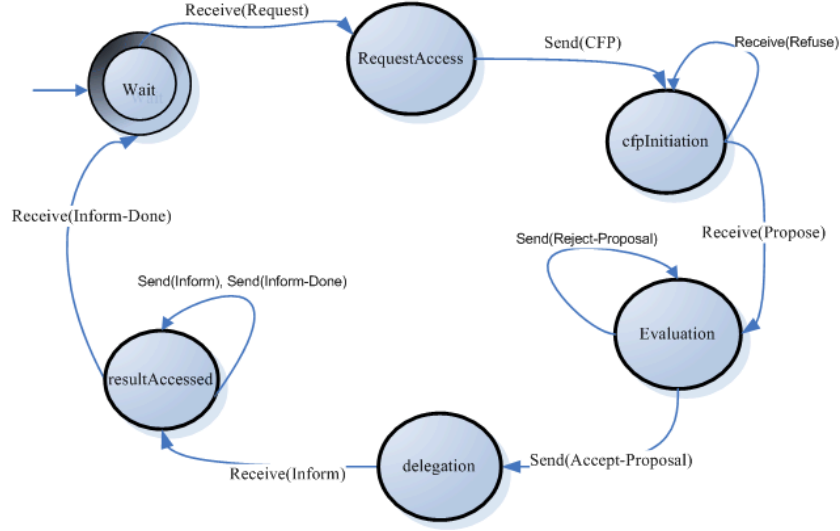 Receive(Request)
RequestAccess
Send(CFP)
Receive(Refuse)
Wait
cfpInitiation
Receive(Inform-Done)
Receive(Propose)
Send(Reject-Proposal)
Send(Inform), Send(Inform-Done)
Evaluation
resultAccessed
Send(Accept-Proposal)
delegation
Receive(Inform)